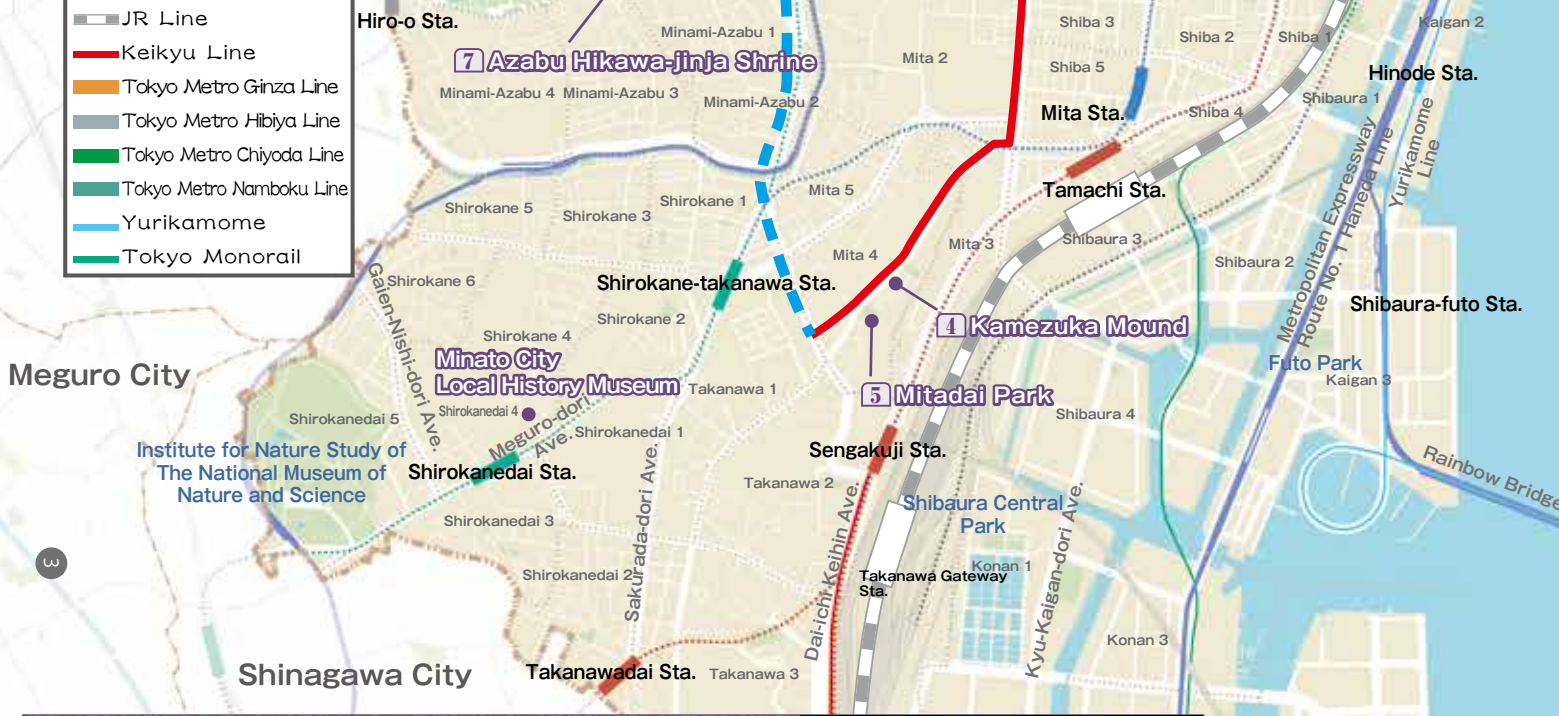 JR Line
Keikyu Line
Tokyo Metro Ginza Line
Tokyo Metro Hibiya Line
Tokyo Metro Chiyoda Line
Tokyo Metro Namboku Line
Yurikamome
Tokyo Monorail
Hiro-o Sta.
Minami-Azabu 1
7 Azabu Hikawa-jinja Shrine
Minami-Azabu 4
Minami-Azabu 3
Minami-Azabu 2
Mita 2
Shiba 3
Shiba 2
Shiba 1
Kaigan 2
Shiba 5
Hinode Sta.
Mita Sta.
Shiba 4
Shibaura 1
Tamachi Sta.
Metropolitan Expressway
Route No. 1 Haneda Line
Yurikamome
Line
Shirokane 5
Shirokane 3
Shirokane 1
Mita 5
Mita 4
Mita 3
Shibaura 3
Shibaura 2
Shirokane 6
Gaien-Nishi-dori Ave.
Shirokane-takanawa Sta.
Shirokane 2
Shirokane 4
4 Kamezuka Mound
Shibaura-futo Sta.
Meguro City
Minato City
Local History Museum
Takanawa 1
5 Mitadai Park
Futo Park
Kaigan 3
Shirokanedai 5
Shirokanedai 4
Meguro-dori
Ave.
Shirokanedai 1
Shibaura 4
Institute for Nature Study of
The National Museum of
Nature and Science
Shirokanedai Sta.
Sengakuji Sta.
Rainbow Bridge
Sakurada-dori Ave.
Takanawa 2
Shibaura Central
Park
Shirokanedai 3
Dai-ichi Keihin Ave.
Kyu-Kaigan-dori Ave.
3
Shirokanedai 2
Takanawa Gateway
Sta.
Konan 1
Konan 3
Shinagawa City
Takanawadai Sta.
Takanawa 3